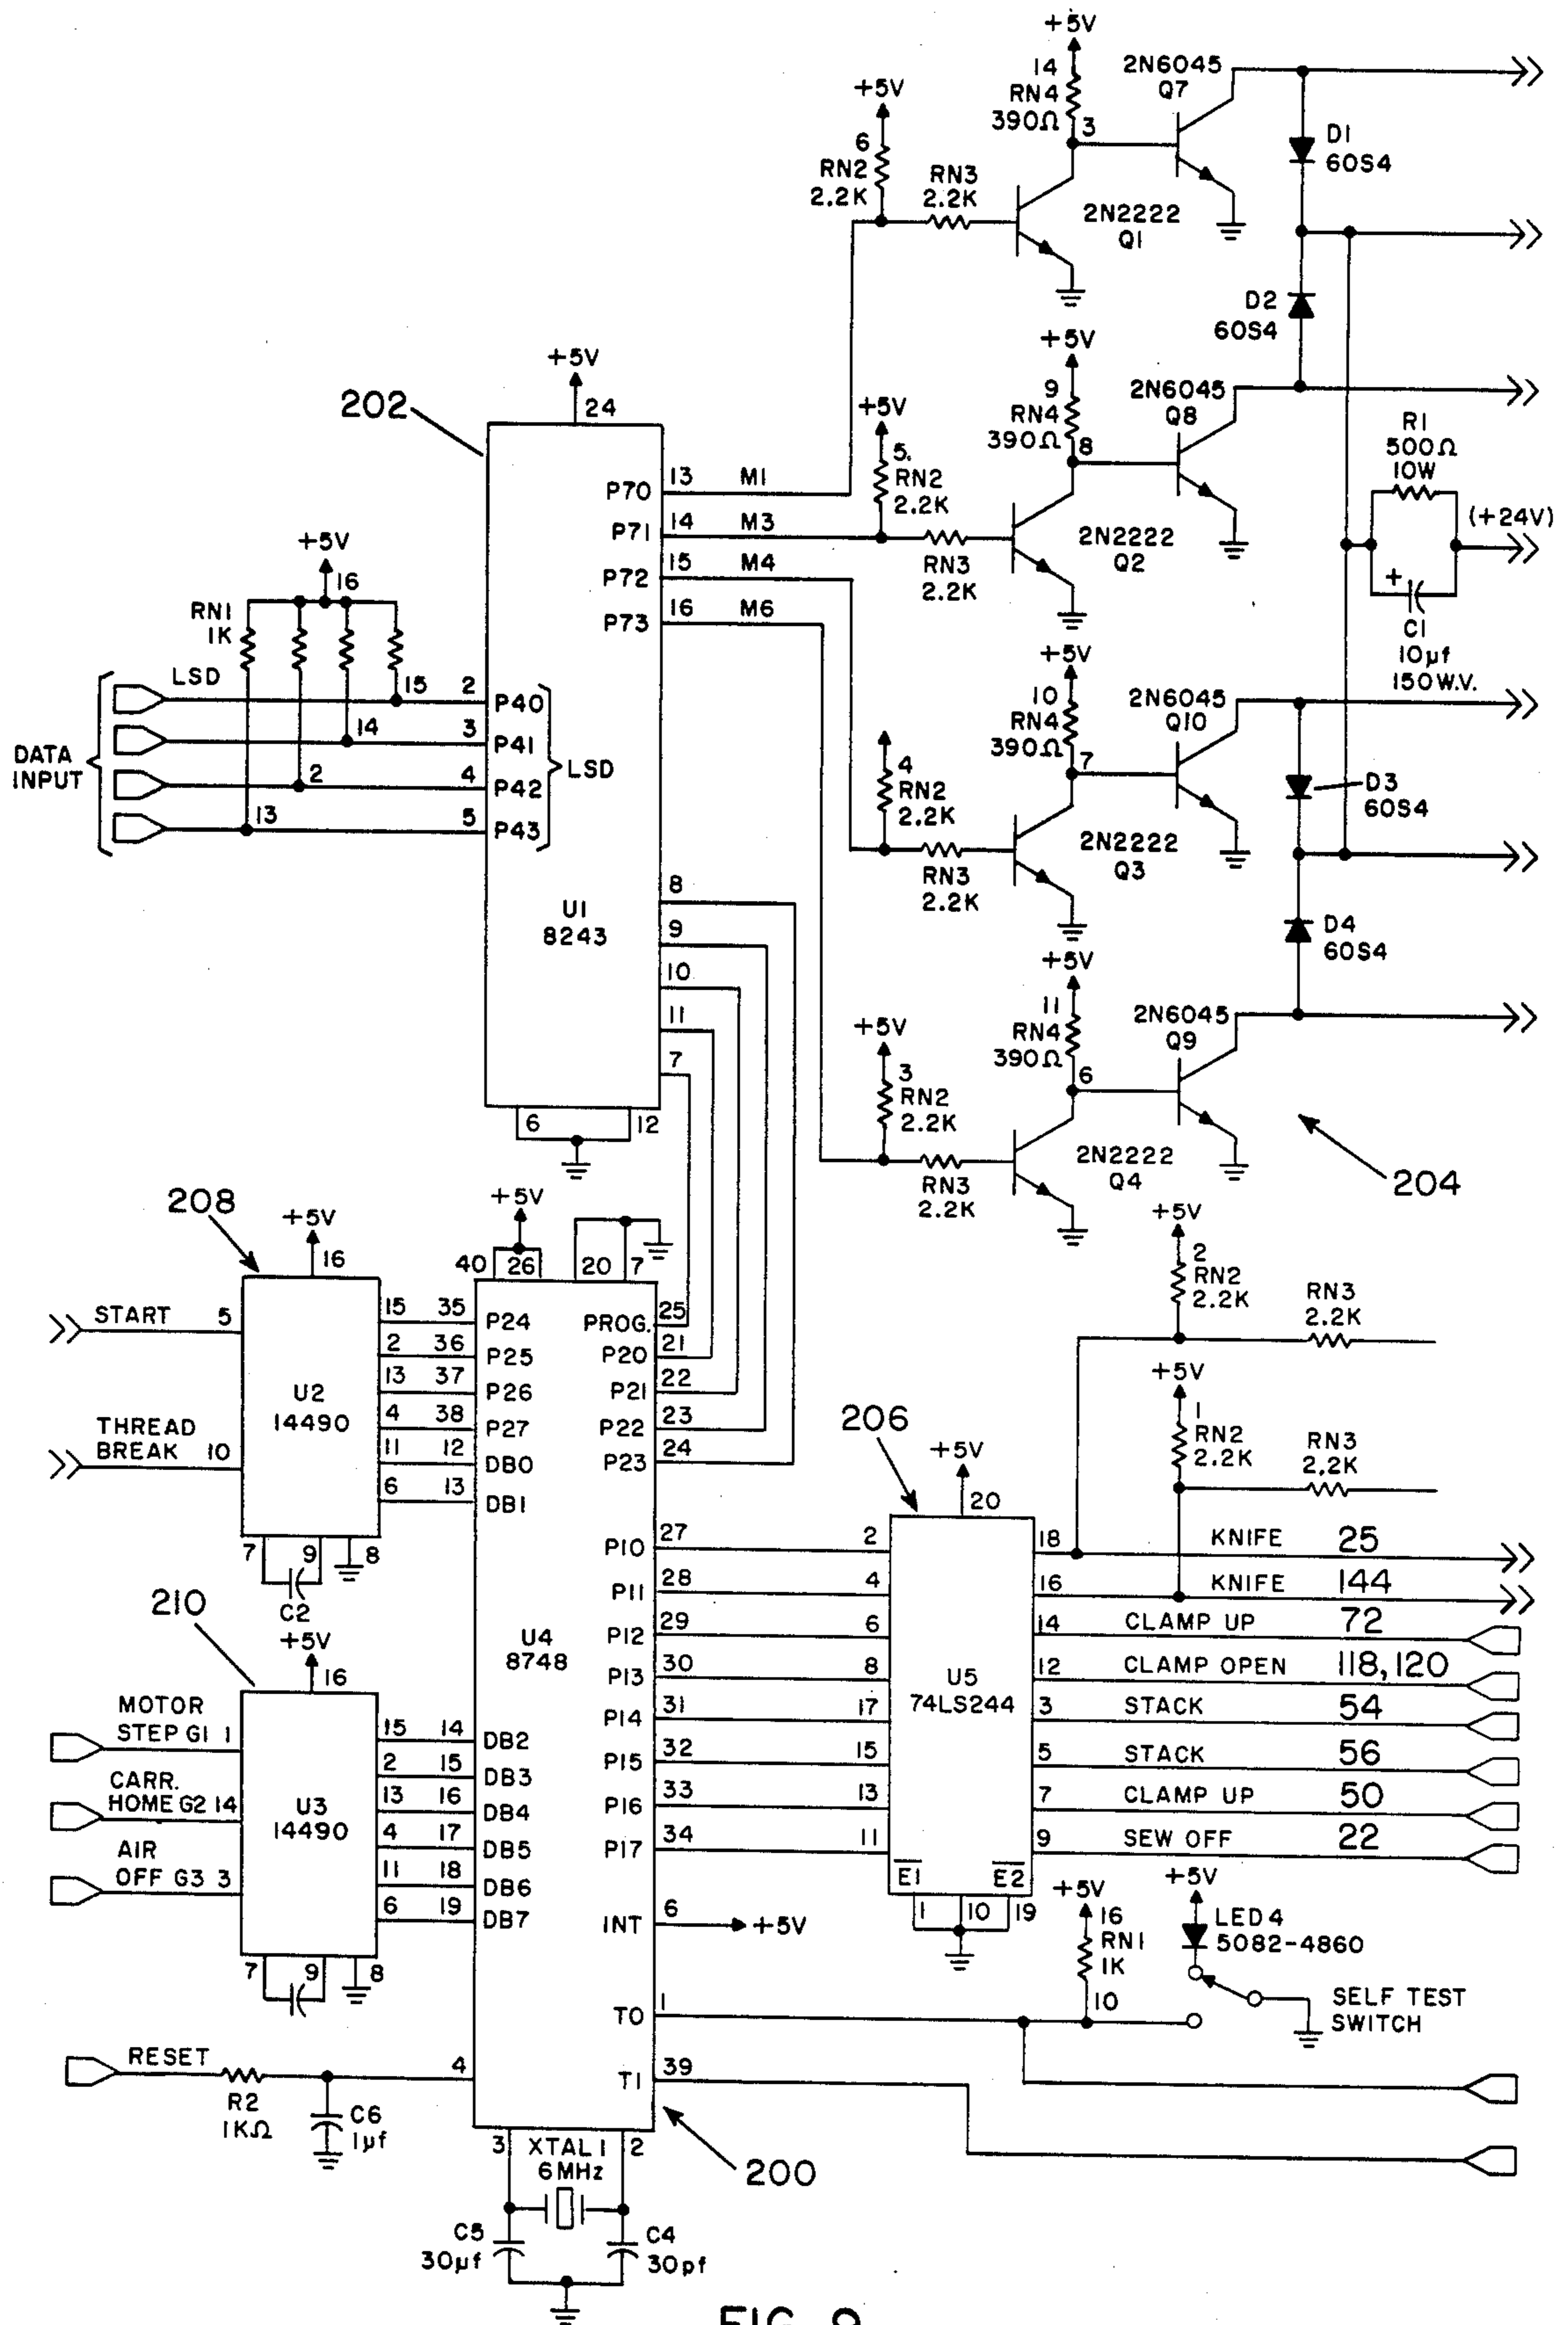 +5V
14
RN4
390Ω
3
2N6045
Q7
+5V
6
RN2
2.2K
RN3
2.2K
2N2222
Q1
D1
60S4
D2
60S4
+5V
9
RN4
390Ω
8
2N6045
Q8
+5V
5.
RN2
2.2K
RN3
2.2K
2N2222
Q2
R1
500Ω
10W
(+24V)
+
C1
10µf
150W.V.
202
+5V
24
P70 13 M1
P71 14 M3
P72 15 M4
P73 16 M6
+5V
16
RN1
1K
DATA
INPUT
LSD 15 2 P40
14 3 P41
2 4 P42
13 5 P43
LSD
U1
8243
8
9
10
11
7
6 12
+5V
10
RN4
390Ω
7
2N6045
Q10
4
RN2
2.2K
RN3
2.2K
2N2222
Q3
D3
60S4
D4
60S4
+5V
11
RN4
390Ω
6
2N6045
Q9
+5V
3
RN2
2.2K
RN3
2.2K
2N2222
Q4
204
208
+5V
16
START 5
THREAD
BREAK 10
U2
14490
15 35 P24
2 36 P25
13 37 P26
4 38 P27
11 12 DB0
6 13 DB1
7 9 8
C2
+5V
40 26 20 7
PROG. 25
P20 21
P21 22
P22 23
P23 24
+5V
2
RN2
2.2K
RN3
2.2K
+5V
1
RN2
2.2K
RN3
2.2K
206
+5V
20
P10 27 2
P11 28 4
P12 29 6
P13 30 8
P14 31 17
P15 32 15
P16 33 13
P17 34 11
U4
8748
U5
74LS244
18 KNIFE 25
16 KNIFE 144
14 CLAMP UP 72
12 CLAMP OPEN 118,120
3 STACK 54
5 STACK 56
7 CLAMP UP 50
9 SEW OFF 22
E1 E2
1 10 19
210
+5V
16
MOTOR
STEP G1 1
CARR.
HOME G2 14
AIR
OFF G3 3
U3
14490
15 14 DB2
2 15 DB3
13 16 DB4
4 17 DB5
11 18 DB6
6 19 DB7
7 9 8
INT 6 +5V
+5V
16
RN1
1K
10
+5V
LED4
5082-4860
SELF TEST
SWITCH
T0 1
T1 39
RESET 4
R2
1KΩ
C6
1µf
200
3 XTAL1 2
6MHz
C5
30µf
C4
30pf
FIG. 9